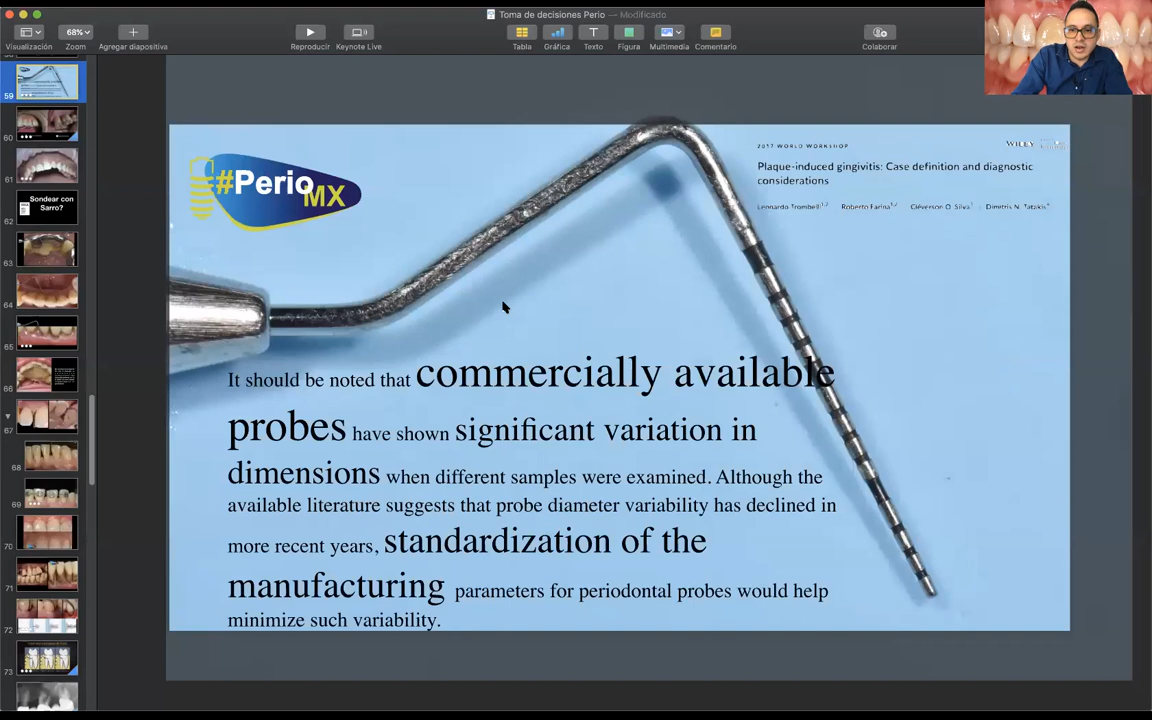 Toma de decisiones Perio — Modificado
68%
Visualización
Zoom
Agregar diapositiva
Reproducir
Keynote Live
Tabla
Gráfica
Texto
Figura
Multimedia
Comentario
Colaborar
59
60
61
62
Sondear con
Sarro?
63
64
65
66
67
68
69
70
71
72
73
#Perio
MX
2017 WORLD WORKSHOP
WILEY
Plaque-induced gingivitis: Case definition and diagnostic
considerations
Leonardo Trombelli Roberto Farina Cléverson O. Silva Dimitris N. Tatakis
It should be noted that commercially available
probes have shown significant variation in
dimensions when different samples were examined. Although the
available literature suggests that probe diameter variability has declined in
more recent years, standardization of the
manufacturing parameters for periodontal probes would help
minimize such variability.